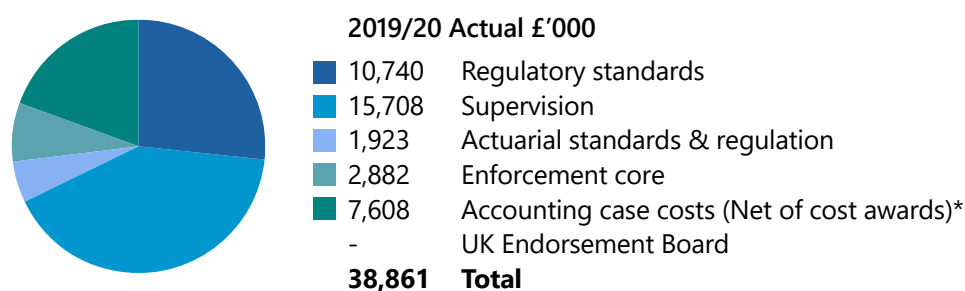 2019/20 Actual £’000
10,740 Regulatory standards
15,708 Supervision
1,923 Actuarial standards & regulation
2,882 Enforcement core
7,608 Accounting case costs (Net of cost awards)*
- UK Endorsement Board
38,861 Total